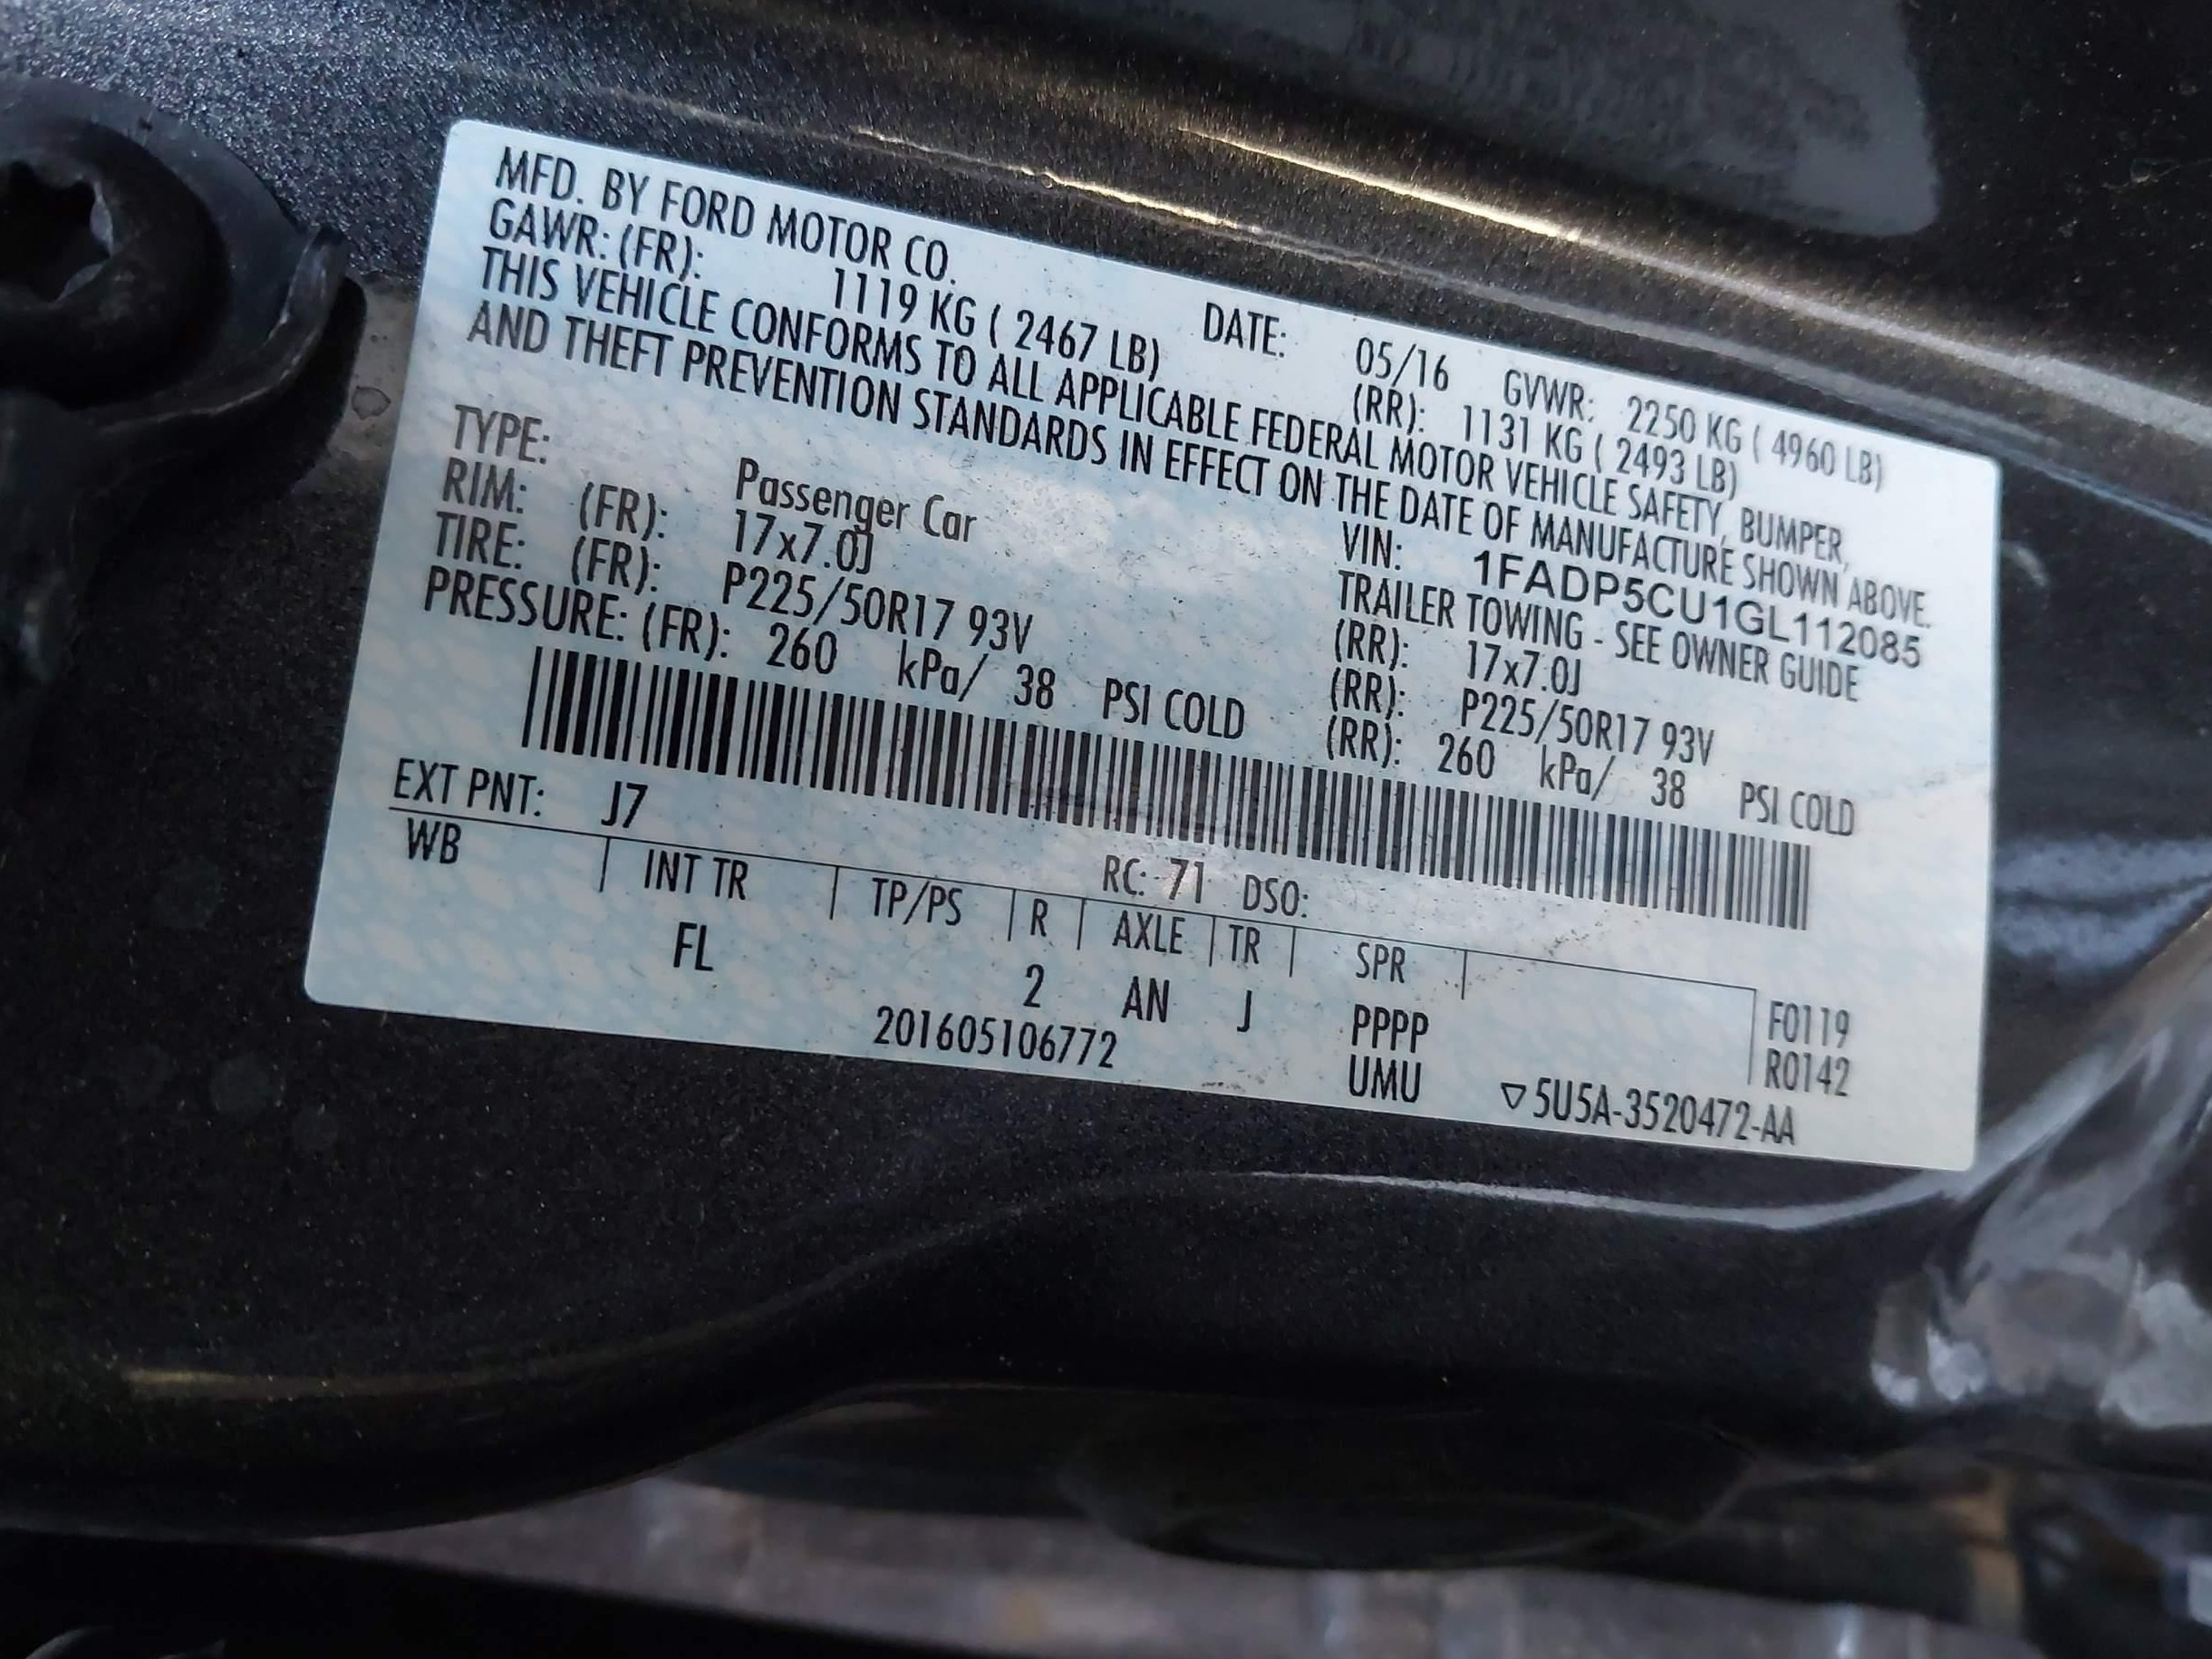 MFD. BY FORD MOTOR CO. DATE: 05/16 GVWR: 2250 KG ( 4960 LB)
GAWR: (FR): 1119 KG ( 2467 LB) (RR): 1131 KG ( 2493 LB)
THIS VEHICLE CONFORMS TO ALL APPLICABLE FEDERAL MOTOR VEHICLE SAFETY, BUMPER,
AND THEFT PREVENTION STANDARDS IN EFFECT ON THE DATE OF MANUFACTURE SHOWN ABOVE.
VIN: 1FADP5CU1GL112085
TYPE: Passenger Car TRAILER TOWING - SEE OWNER GUIDE
RIM: (FR): 17x7.0J (RR): 17x7.0J
TIRE: (FR): P225/50R17 93V (RR): P225/50R17 93V
PRESSURE: (FR): 260 kPa/ 38 PSI COLD (RR): 260 kPa/ 38 PSI COLD
EXT PNT: J7 RC: 71 DSO:
WB INT TR TP/PS R AXLE TR SPR F0119
FL 2 AN J PPPP R0142
201605106772 UMU ▽5U5A-3520472-AA